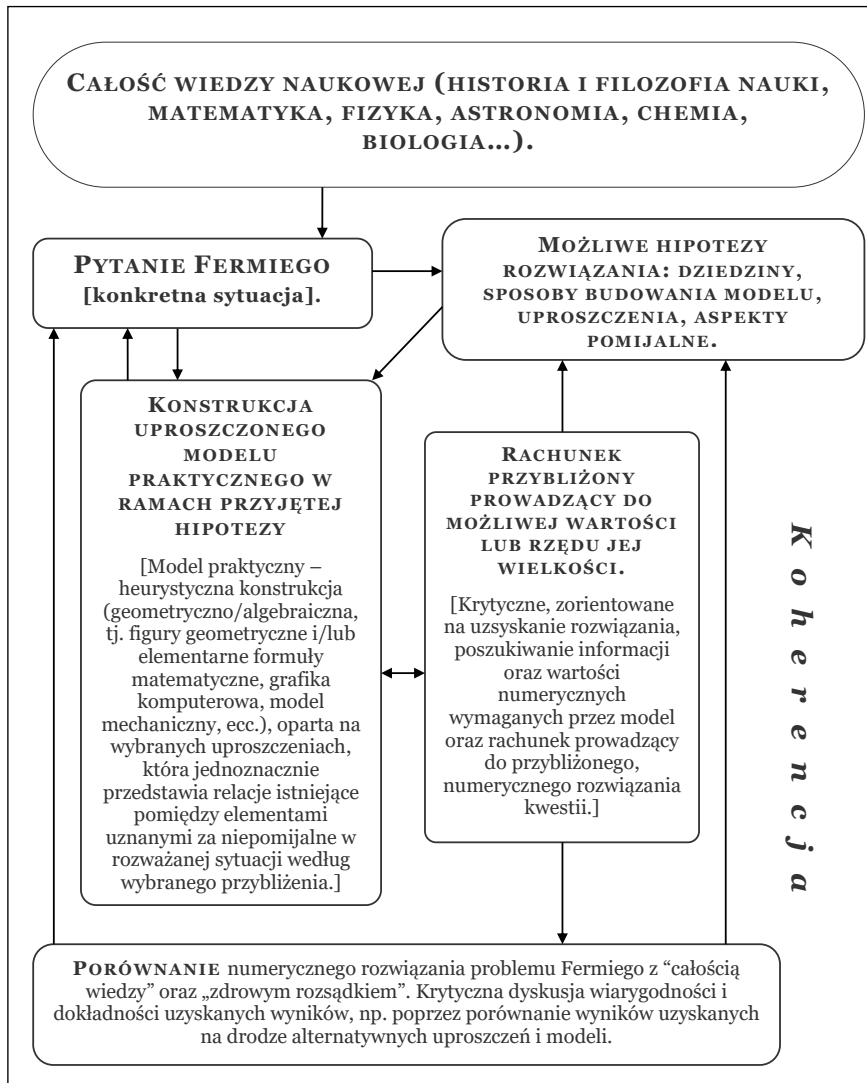 CAŁOŚĆ WIEDZY NAUKOWEJ (HISTORIA I FILOZOFIA NAUKI,
MATEMATYKA, FIZYKA, ASTRONOMIA, CHEMIA,
BIOLOGIA...).
PYTANIE FERMIEGO
[konkretna sytuacja].
MOŻLIWE HIPOTEZY
ROZWIĄZANIA: DZIEDZINY,
SPOSOBY BUDOWANIA MODELU,
UPROSZCZENIA, ASPEKTY
POMIJALNE.
KONSTRUKCJA
UPROSZCZONEGO
MODELU
PRAKTYCZNEGO W
RAMACH PRZYJĘTEJ
HIPOTEZY
[Model praktyczny –
heurystyczna konstrukcja
(geometryczno/algebraiczna,
tj. figury geometryczne i/lub
elementarne formuły
matematyczne, grafika
komputerowa, model
mechaniczny, ecc.), oparta na
wybranych uproszczeniach,
która jednoznacznie
przedstawia relacje istniejące
pomiędzy elementami
uznanymi za niepomijalne w
rozważanej sytuacji według
wybranego przybliżenia.]
RACHUNEK
PRZYBLIŻONY
PROWADZĄCY DO
MOŻLIWEJ WARTOŚCI
LUB RZĘDU JEJ
WIELKOŚCI.
[Krytyczne, zorientowane
na uzsyskanie rozwiązania,
poszukiwanie informacji
oraz wartości
numerycznych
wymaganych przez model
oraz rachunek prowadzący
do przybliżonego,
numerycznego rozwiązania
kwestii.]
Koherencja
PORÓWNANIE numerycznego rozwiązania problemu Fermiego z “całością
wiedzy” oraz „zdrowym rozsądkiem”. Krytyczna dyskusja wiarygodności i
dokładności uzyskanych wyników, np. poprzez porównanie wyników uzyskanych
na drodze alternatywnych uproszczeń i modeli.